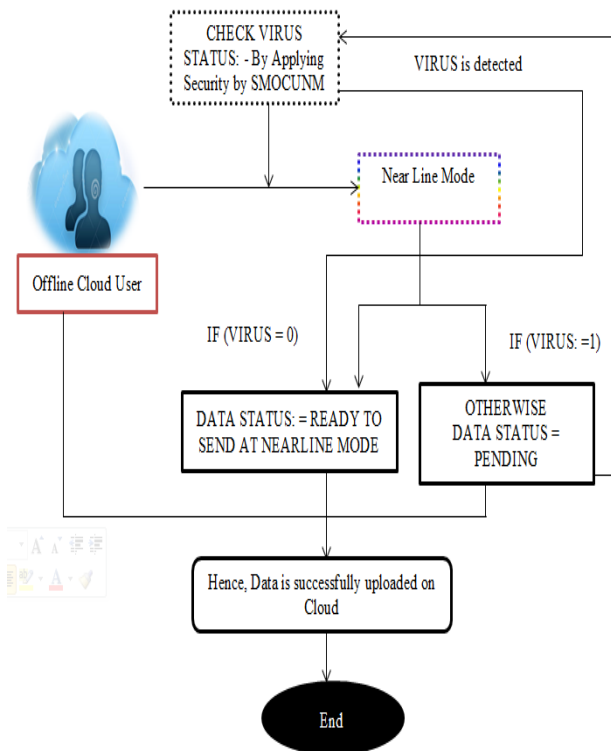 CHECK VIRUS
STATUS: - By Applying
Security by SMOCUNM
VIRUS is detected
Near Line Mode
Offline Cloud User
IF (VIRUS = 0)
IF (VIRUS: =1)
DATA STATUS: = READY TO
SEND AT NEARLINE MODE
OTHERWISE
DATA STATUS =
PENDING
Hence, Data is successfully uploaded on
Cloud
End
A A
A